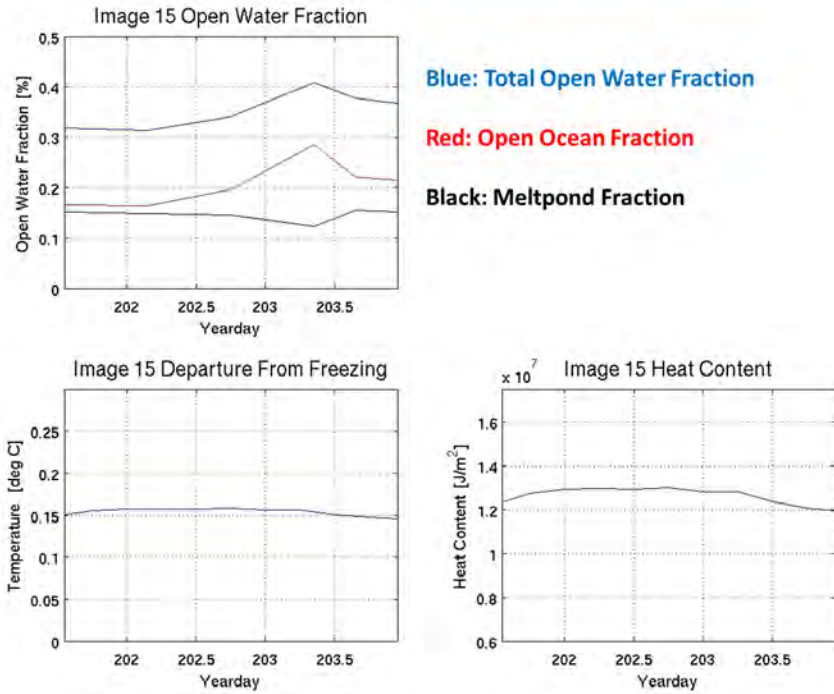 Image 15 Open Water Fraction
0.5
0.4
0.3
0.2
0.1
0
Open Water Fraction [%]
202
202.5
203
203.5
Yearday
Blue: Total Open Water Fraction
Red: Open Ocean Fraction
Black: Meltpond Fraction
Image 15 Departure From Freezing
0.25
0.2
0.15
0.1
0.05
0
Temperature [deg C]
202
202.5
203
203.5
Yearday
Image 15 Heat Content
x 10^7
1.6
1.4
1.2
1
0.8
0.6
Heat Content [J/m²]
202
202.5
203
203.5
Yearday